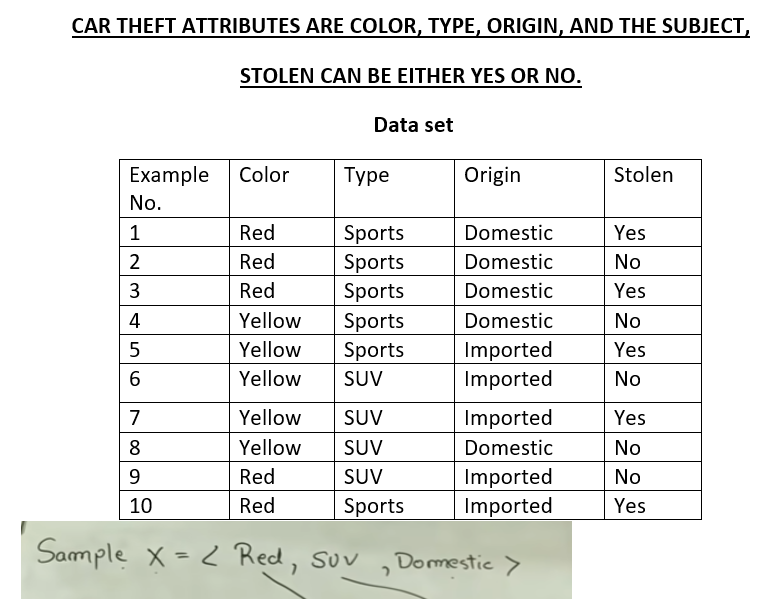 CAR THEFT ATTRIBUTES ARE COLOR, TYPE, ORIGIN, AND THE SUBJECT,
STOLEN CAN BE EITHER YES OR NO.
Data set
Example No. Color Type Origin Stolen
1 Red Sports Domestic Yes
2 Red Sports Domestic No
3 Red Sports Domestic Yes
4 Yellow Sports Domestic No
5 Yellow Sports Imported Yes
6 Yellow SUV Imported No
7 Yellow SUV Imported Yes
8 Yellow SUV Domestic No
9 Red SUV Imported No
10 Red Sports Imported Yes
Sample X = < Red, SUV, Dormestic >